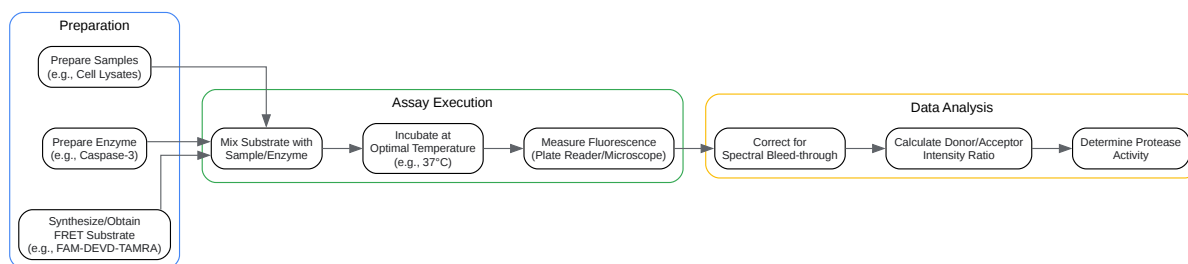 Preparation
Prepare Samples
(e.g., Cell Lysates)
Prepare Enzyme
(e.g., Caspase-3)
Synthesize/Obtain
FRET Substrate
(e.g., FAM-DEVD-TAMRA)
Assay Execution
Mix Substrate with
Sample/Enzyme
Incubate at
Optimal Temperature
(e.g., 37°C)
Measure Fluorescence
(Plate Reader/Microscope)
Data Analysis
Correct for
Spectral Bleed-through
Calculate Donor/Acceptor
Intensity Ratio
Determine Protease
Activity